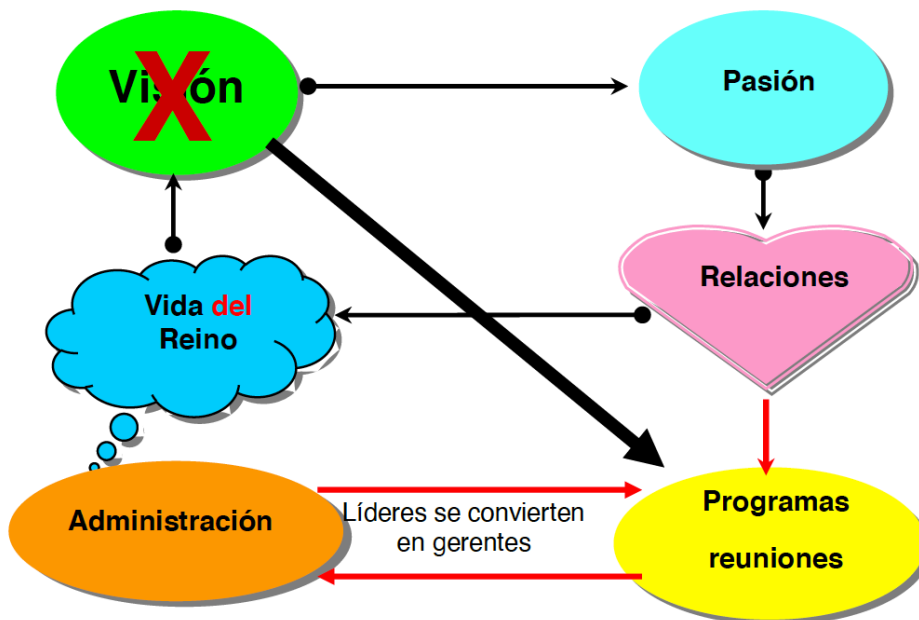 Visión
X
Pasión
Relaciones
Vida del
Reino
Administración
Líderes se convierten
en gerentes
Programas
reuniones